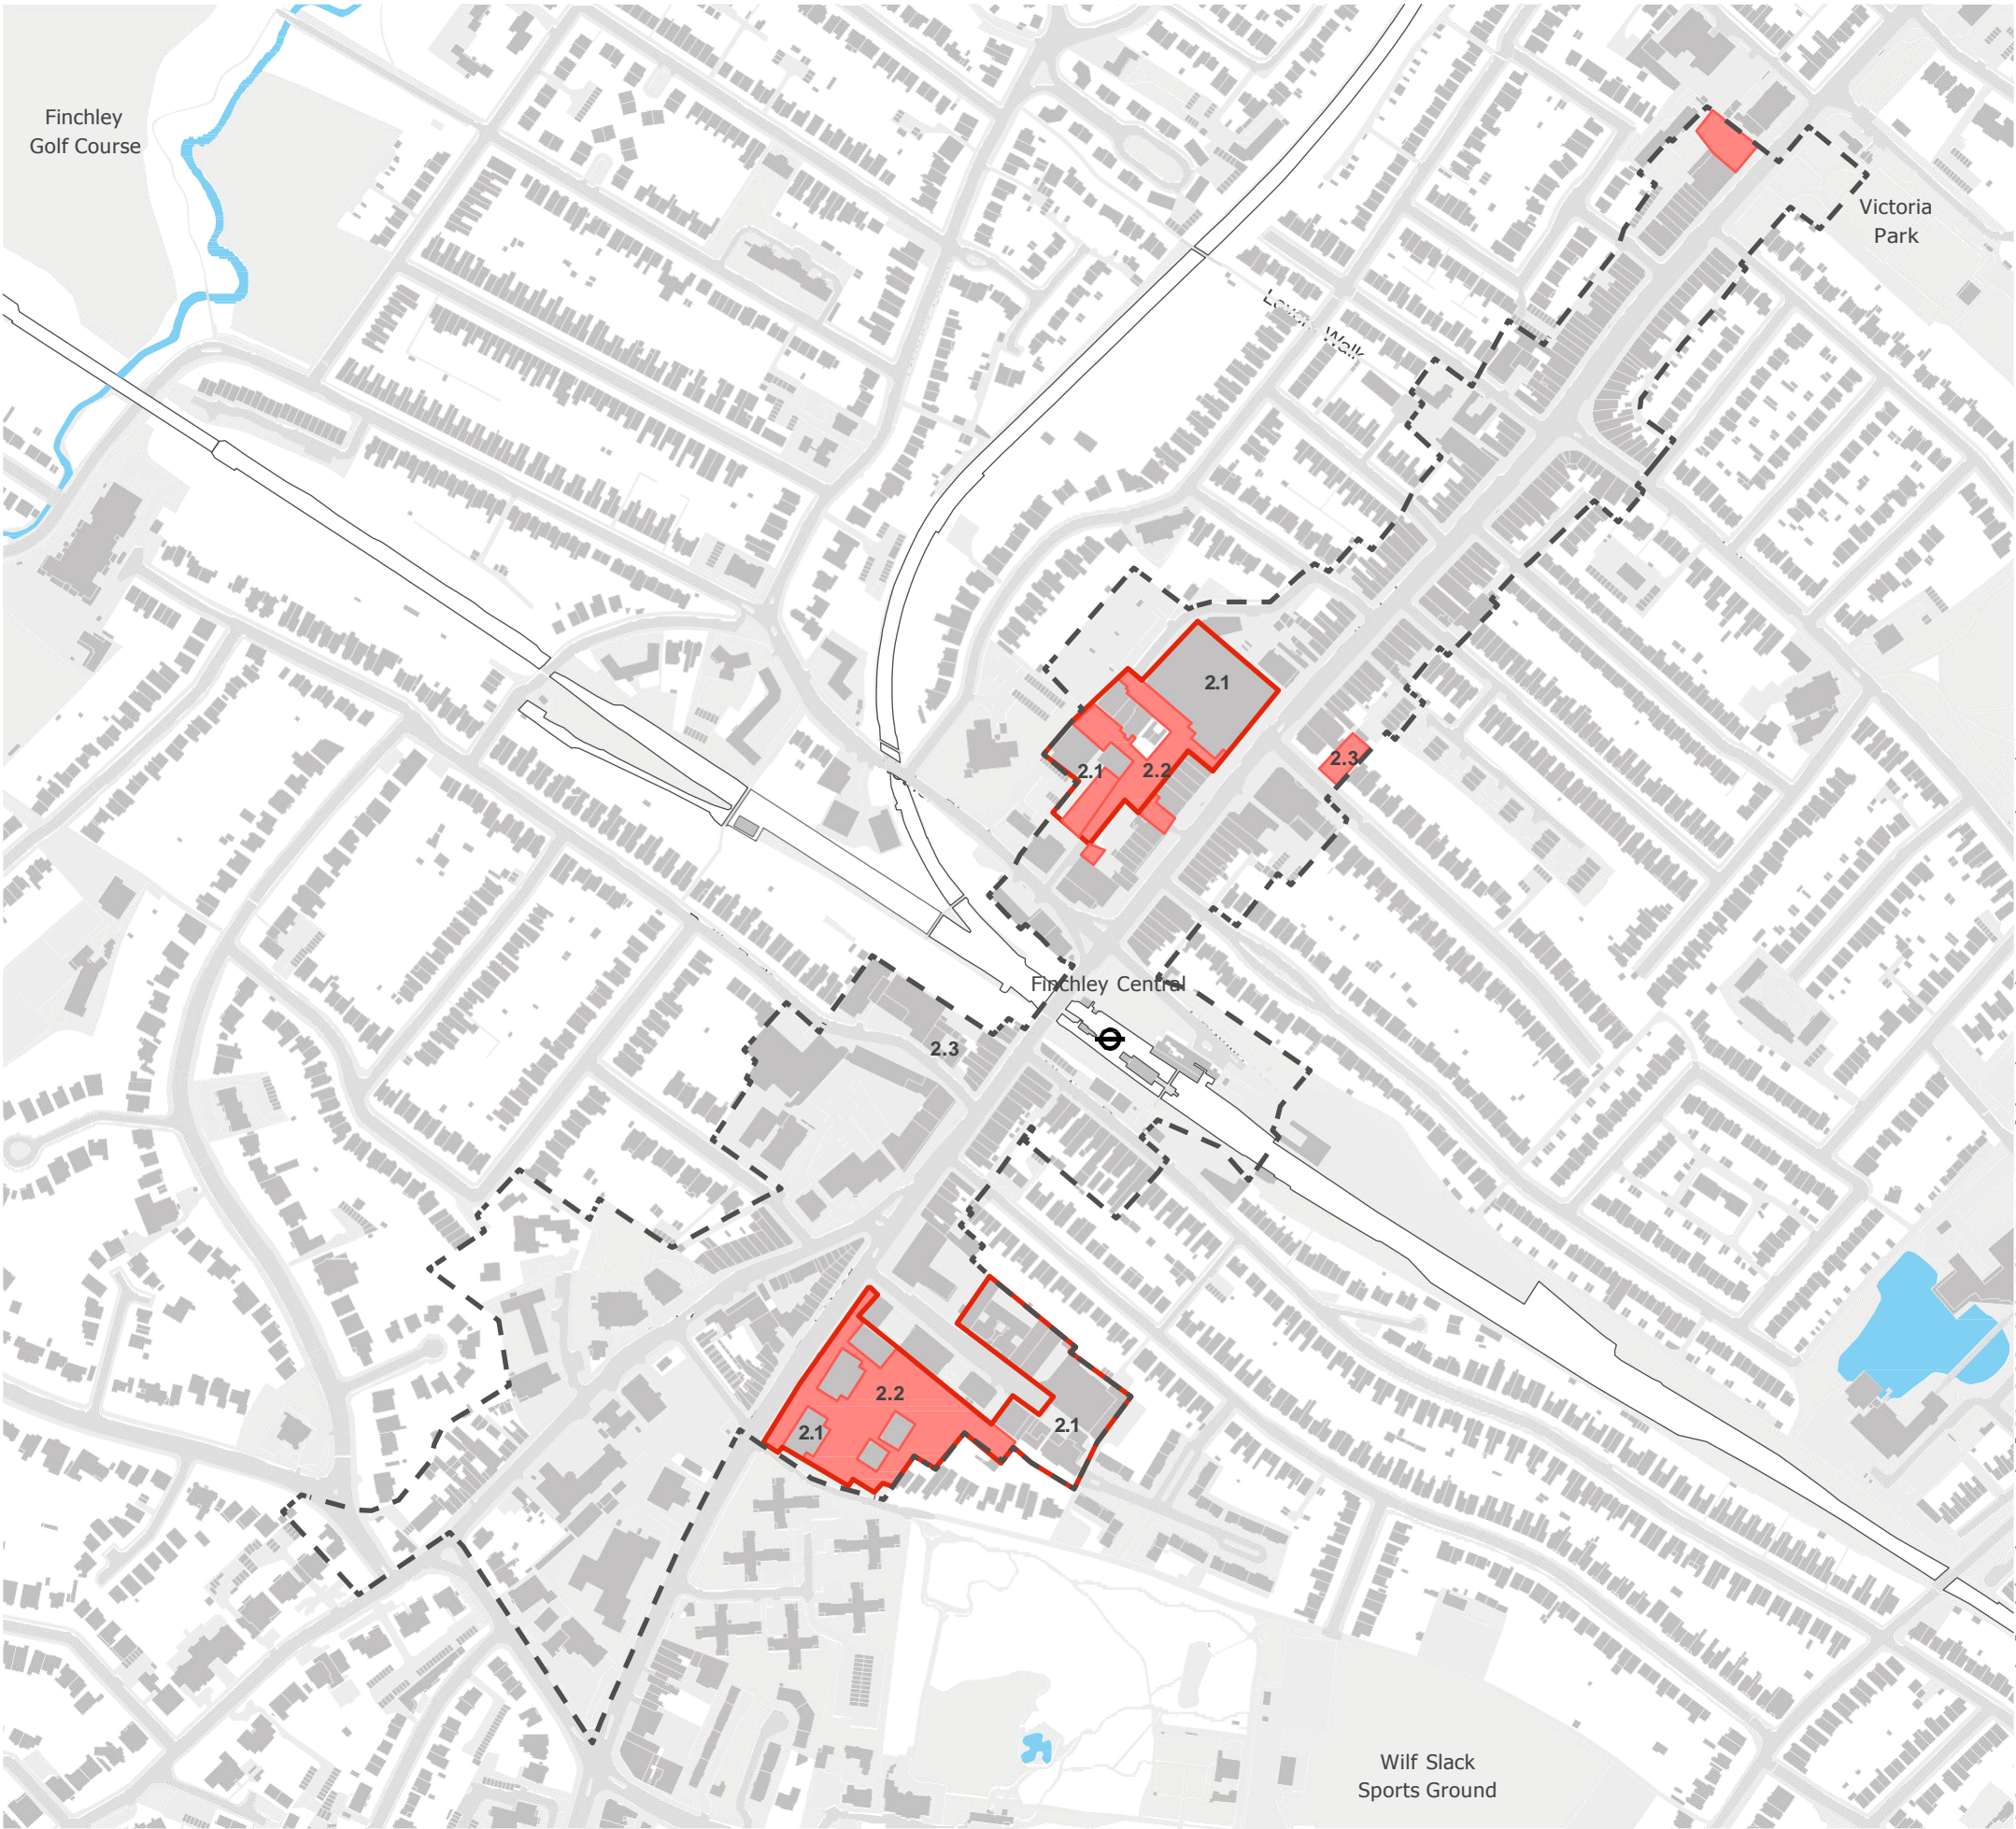 Finchley
Golf Course
Victoria
Park
Walk
2.1
2.3
2.1
2.2
Finchley Central
2.3
2.2
2.1
2.1
Wilf Slack
Sports Ground